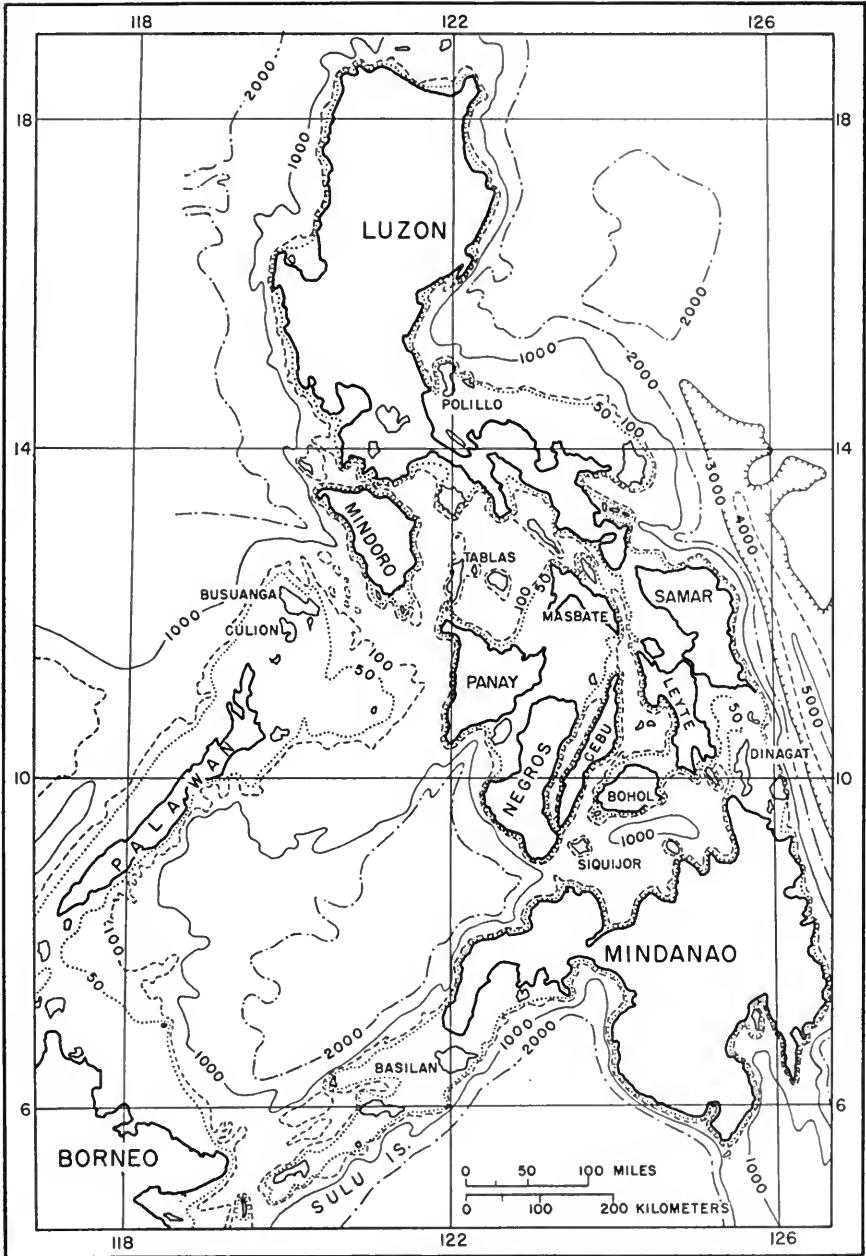 118 122 126
2000
18 18
1000
LUZON
2000
1000
2000
POLILLO
50
100
14 14
3000
4000
MINDORO
TABLAS
BUSUANGA
100
50
SAMAR
1000
CULION
MASBATE
100
PANAY
LEYTE
5000
50
50
CEBU
DINAGAT
PALAWAN
NEGROS
10 10
BOHOL
1000
SIQUIJOR
100
MINDANAO
50
1000
2000
1000
2000
BASILAN
6 6
BORNEO
SULU IS.
0 50 100 MILES
0 100 200 KILOMETERS
1000
118 122 126